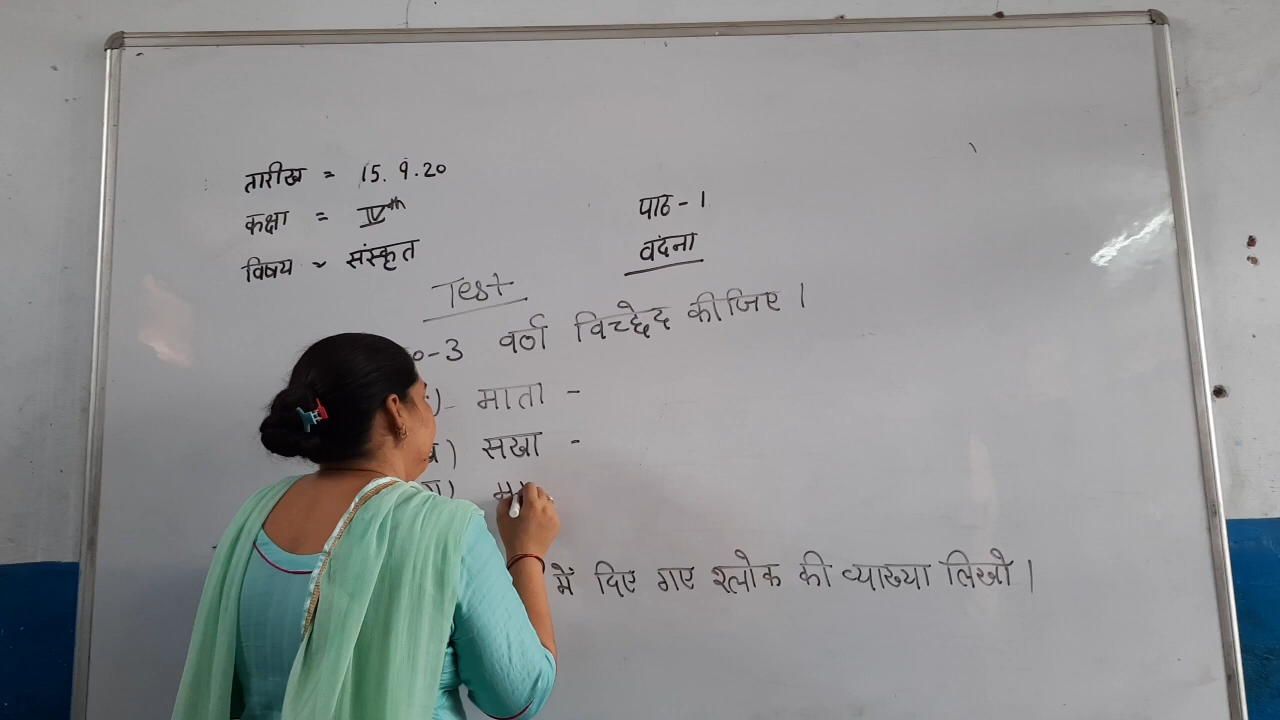 तारीख = 15.9.20
कक्षा = IVth
विषय ~ संस्कृत
पाठ-1
वंदना
Test
-3 वर्ण विच्छेद कीजिए।
माता -
सखा -
में दिए गए श्लोक की व्याख्या लिखो।